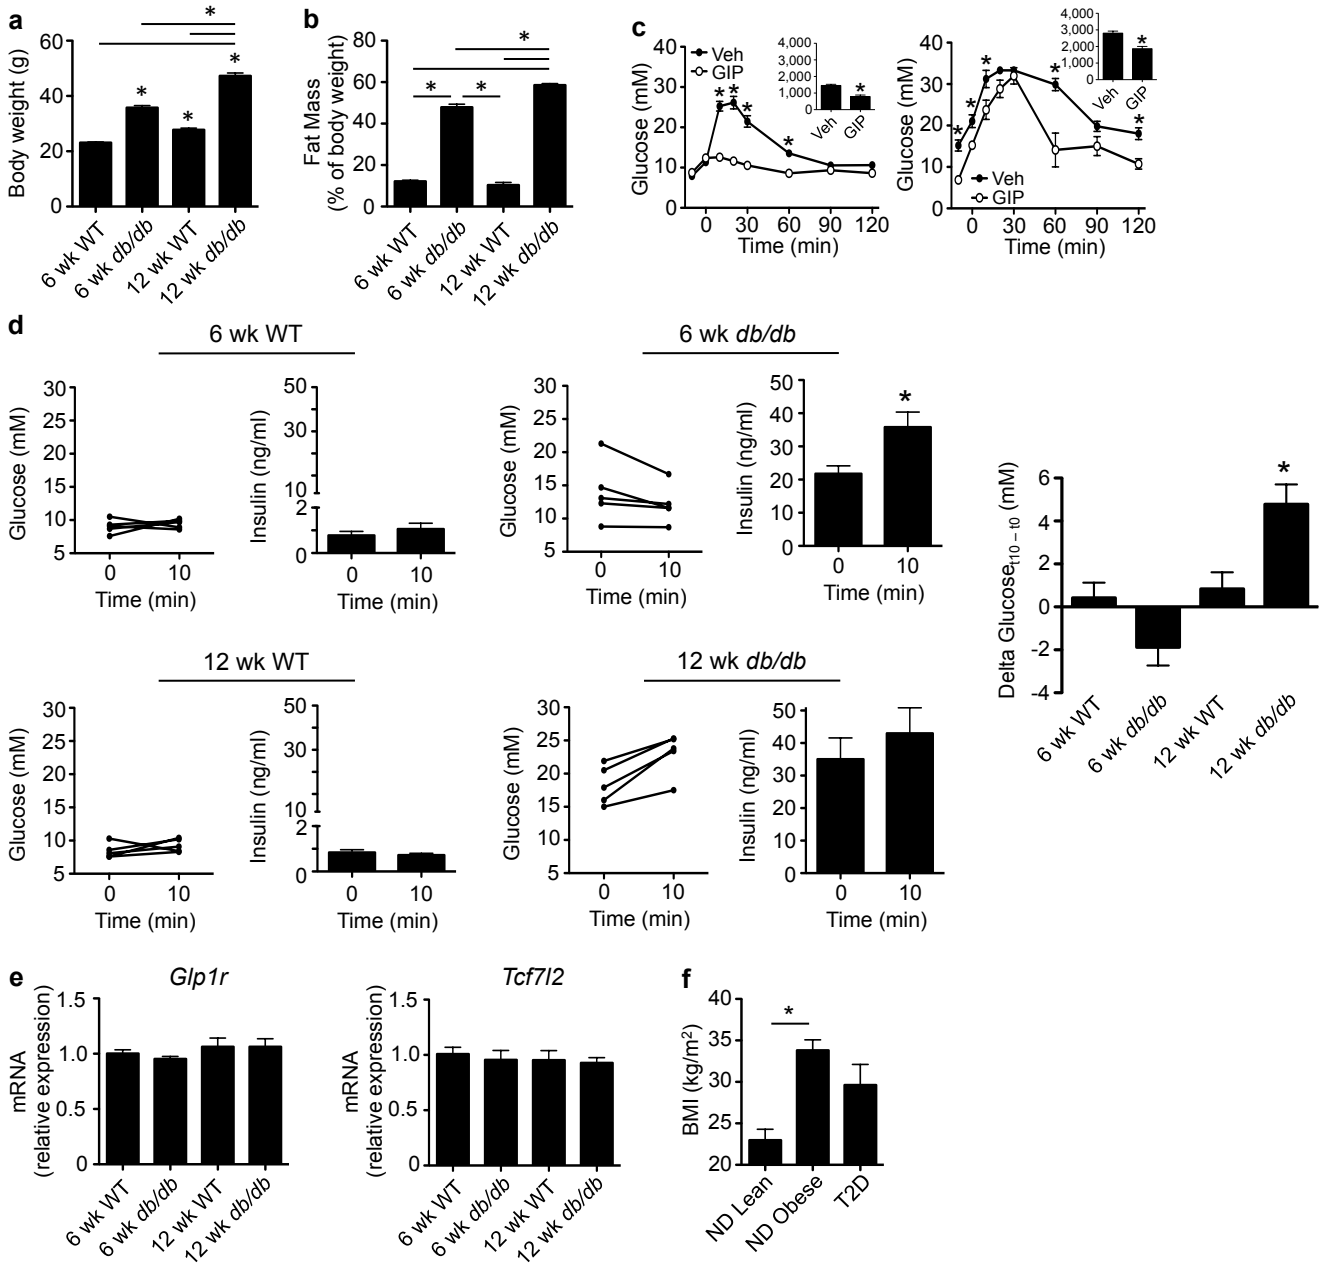 a
Body weight (g)
60
40
20
0
*
*
*
*
6 wk WT
6 wk db/db
12 wk WT
12 wk db/db
b
Fat Mass
(% of body weight)
80
60
40
20
0
*
*
*
6 wk WT
6 wk db/db
12 wk WT
12 wk db/db
c
Glucose (mM)
40
30
20
10
0
Veh
GIP
* * * *
4,000
3,000
2,000
1,000
0
*
Veh
GIP
0 30 60 90 120
Time (min)
Glucose (mM)
40
30
20
10
0
* * * * *
Veh
GIP
4,000
3,000
2,000
1,000
0
*
Veh
GIP
0 30 60 90 120
Time (min)
d
6 wk WT
Glucose (mM)
30
25
20
15
10
5
0 10
Time (min)
Insulin (ng/ml)
50
30
10
2
0
0 10
Time (min)
6 wk db/db
Glucose (mM)
30
25
20
15
10
5
0 10
Time (min)
Insulin (ng/ml)
50
40
30
20
10
0
*
0 10
Time (min)
12 wk WT
Glucose (mM)
30
25
20
15
10
5
0 10
Time (min)
Insulin (ng/ml)
50
30
10
2
0
0 10
Time (min)
12 wk db/db
Glucose (mM)
30
25
20
15
10
5
0 10
Time (min)
Insulin (ng/ml)
50
40
30
20
10
0
0 10
Time (min)
Delta Glucose t10 – t0 (mM)
6
4
2
0
-2
-4
*
6 wk WT
6 wk db/db
12 wk WT
12 wk db/db
e
Glp1r
mRNA
(relative expression)
1.5
1.0
0.5
0
6 wk WT
6 wk db/db
12 wk WT
12 wk db/db
Tcf7l2
mRNA
(relative expression)
1.5
1.0
0.5
0
6 wk WT
6 wk db/db
12 wk WT
12 wk db/db
f
BMI (kg/m²)
40
35
30
25
20
*
ND Lean
ND Obese
T2D